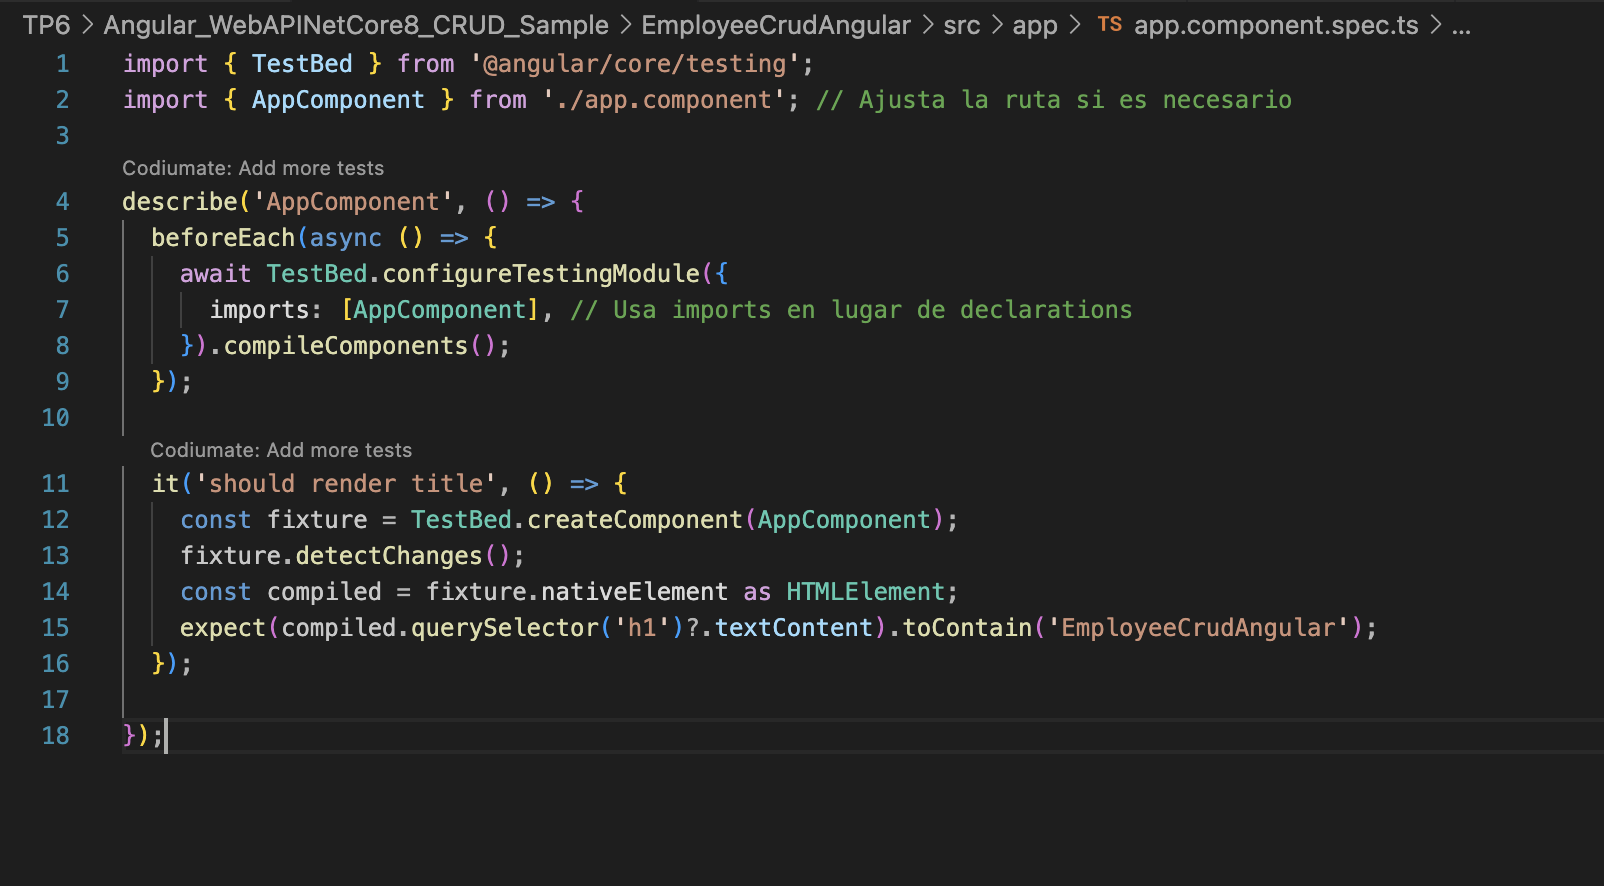 TP6 > Angular_WebAPINetCore8_CRUD_Sample > EmployeeCrudAngular > src > app > TS app.component.spec.ts > ...
1 import { TestBed } from '@angular/core/testing';
2 import { AppComponent } from './app.component'; // Ajusta la ruta si es necesario
3
Codiumate: Add more tests
4 describe('AppComponent', () => {
5   beforeEach(async () => {
6     await TestBed.configureTestingModule({
7       imports: [AppComponent], // Usa imports en lugar de declarations
8     }).compileComponents();
9   });
10
Codiumate: Add more tests
11   it('should render title', () => {
12     const fixture = TestBed.createComponent(AppComponent);
13     fixture.detectChanges();
14     const compiled = fixture.nativeElement as HTMLElement;
15     expect(compiled.querySelector('h1')?.textContent).toContain('EmployeeCrudAngular');
16   });
17
18 });